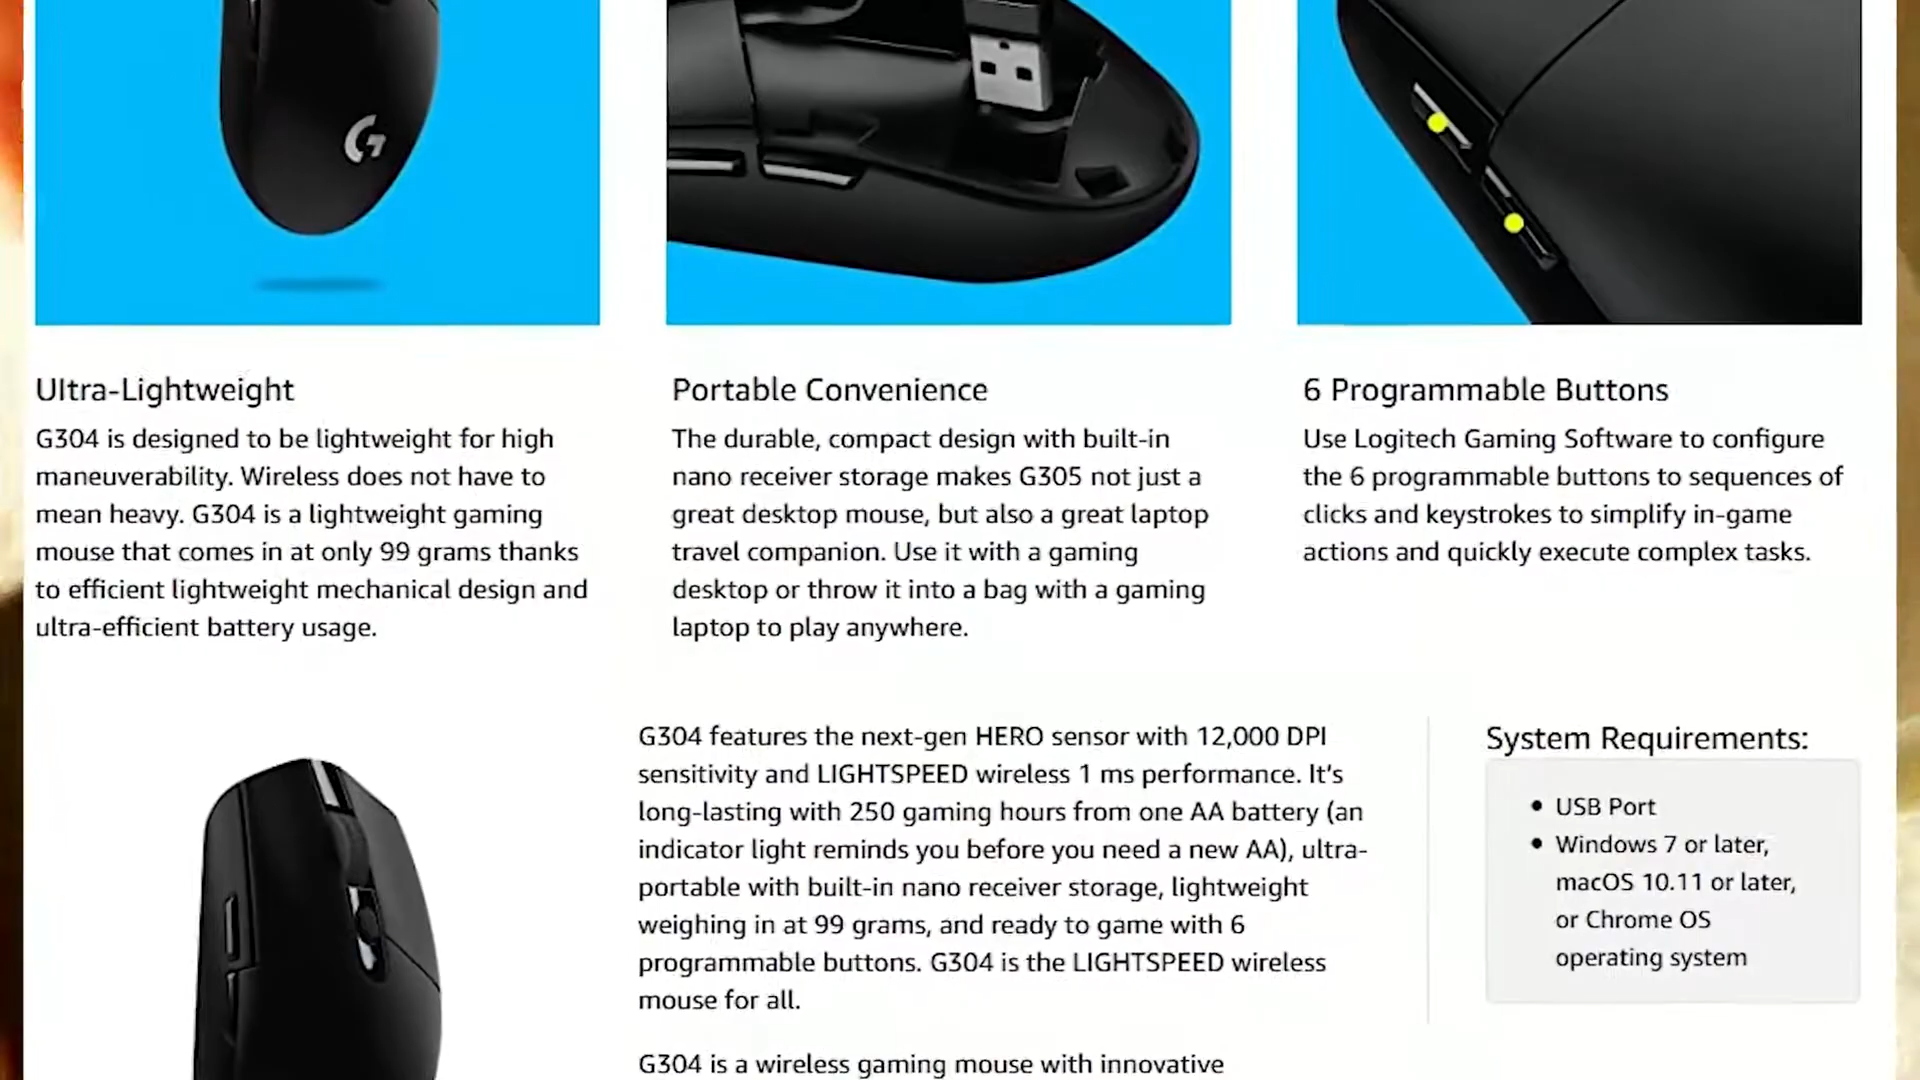 Ultra-Lightweight
G304 is designed to be lightweight for high
maneuverability. Wireless does not have to
mean heavy. G304 is a lightweight gaming
mouse that comes in at only 99 grams thanks
to efficient lightweight mechanical design and
ultra-efficient battery usage.
Portable Convenience
The durable, compact design with built-in
nano receiver storage makes G305 not just a
great desktop mouse, but also a great laptop
travel companion. Use it with a gaming
desktop or throw it into a bag with a gaming
laptop to play anywhere.
6 Programmable Buttons
Use Logitech Gaming Software to configure
the 6 programmable buttons to sequences of
clicks and keystrokes to simplify in-game
actions and quickly execute complex tasks.
G304 features the next-gen HERO sensor with 12,000 DPI
sensitivity and LIGHTSPEED wireless 1 ms performance. It's
long-lasting with 250 gaming hours from one AA battery (an
indicator light reminds you before you need a new AA), ultra-
portable with built-in nano receiver storage, lightweight
weighing in at 99 grams, and ready to game with 6
programmable buttons. G304 is the LIGHTSPEED wireless
mouse for all.
G304 is a wireless gaming mouse with innovative
System Requirements:
• USB Port
• Windows 7 or later,
macOS 10.11 or later,
or Chrome OS
operating system